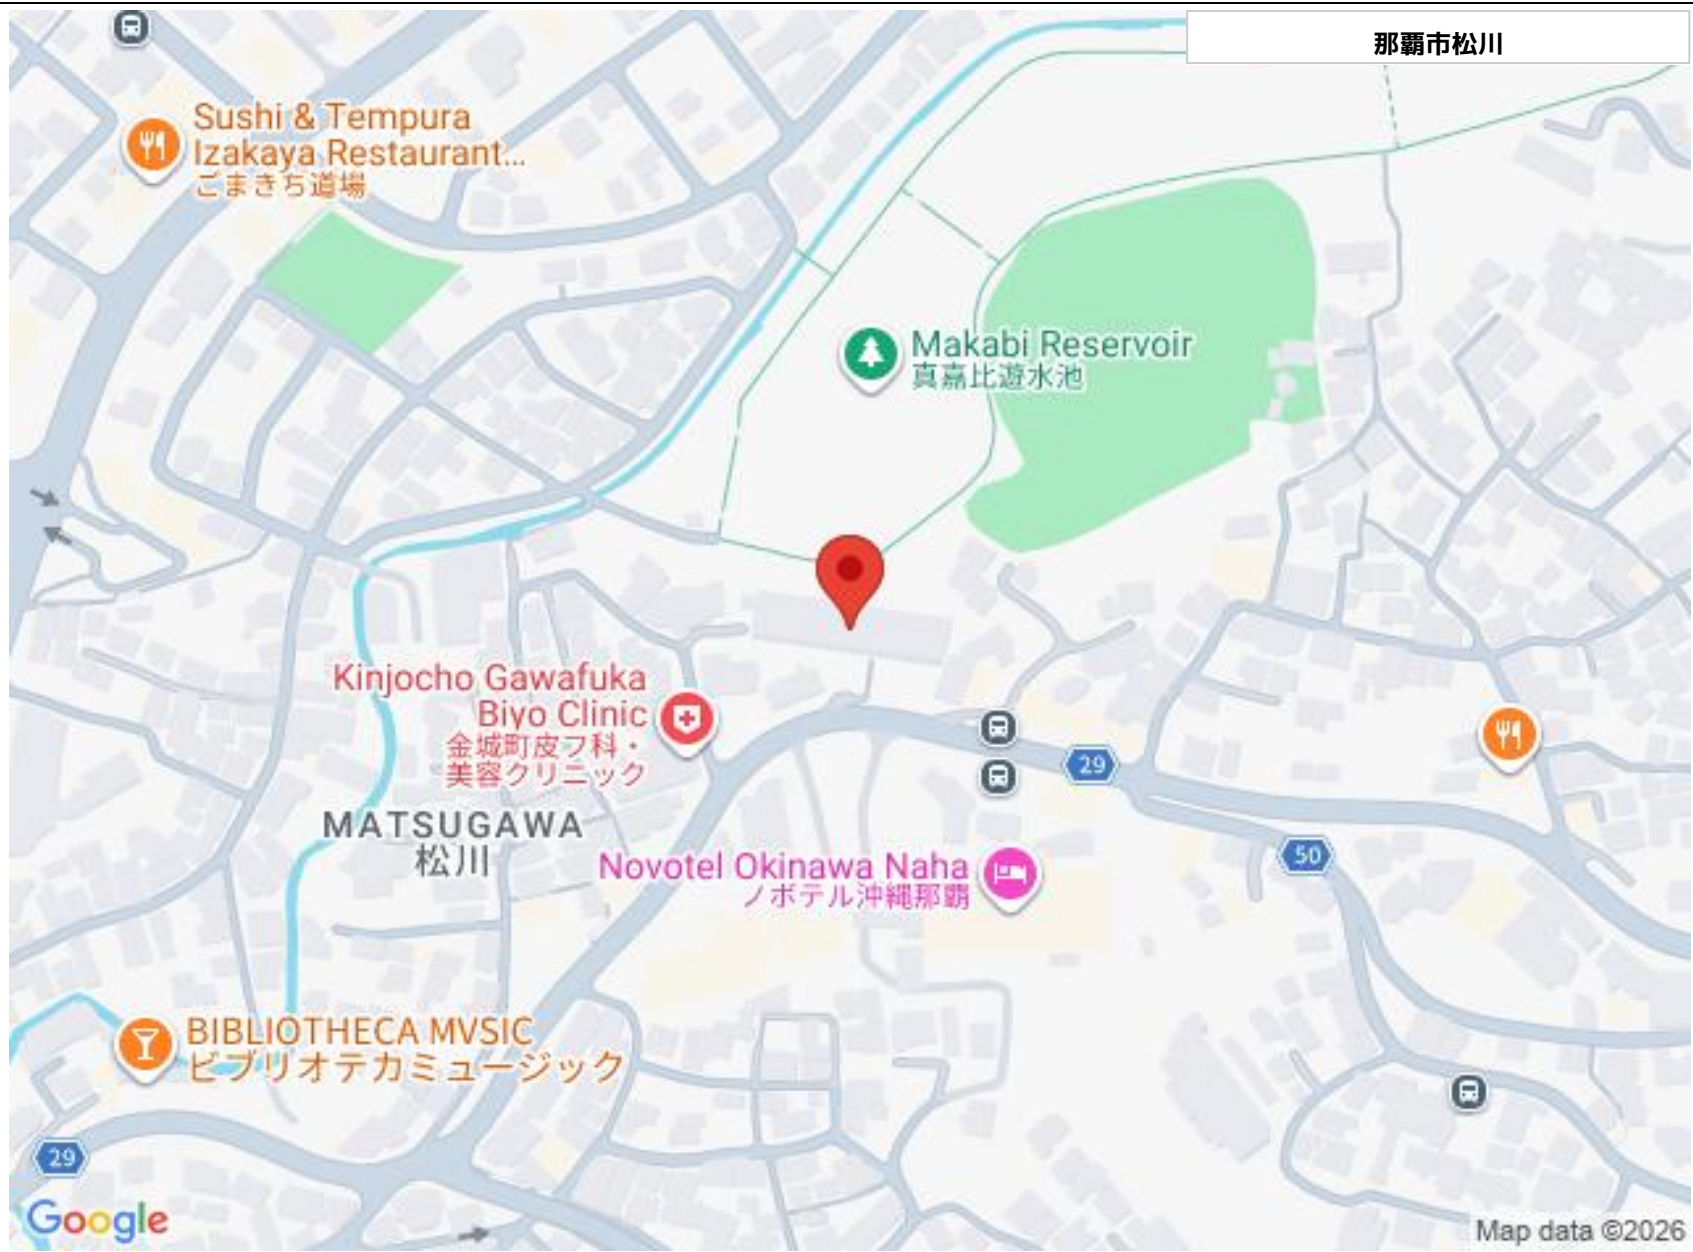 那覇市松川
Sushi & Tempura
Izakaya Restaurant...
ごまきち道場
Makabi Reservoir
真嘉比遊水池
Kinjocho Gawafuka
Biyo Clinic
金城町皮フ科・
美容クリニック
29
MATSUGAWA
松川
50
Novotel Okinawa Naha
ノボテル沖縄那覇
BIBLIOTHECA MVSIC
ビブリオテカミュージック
29
Google
Map data ©2026